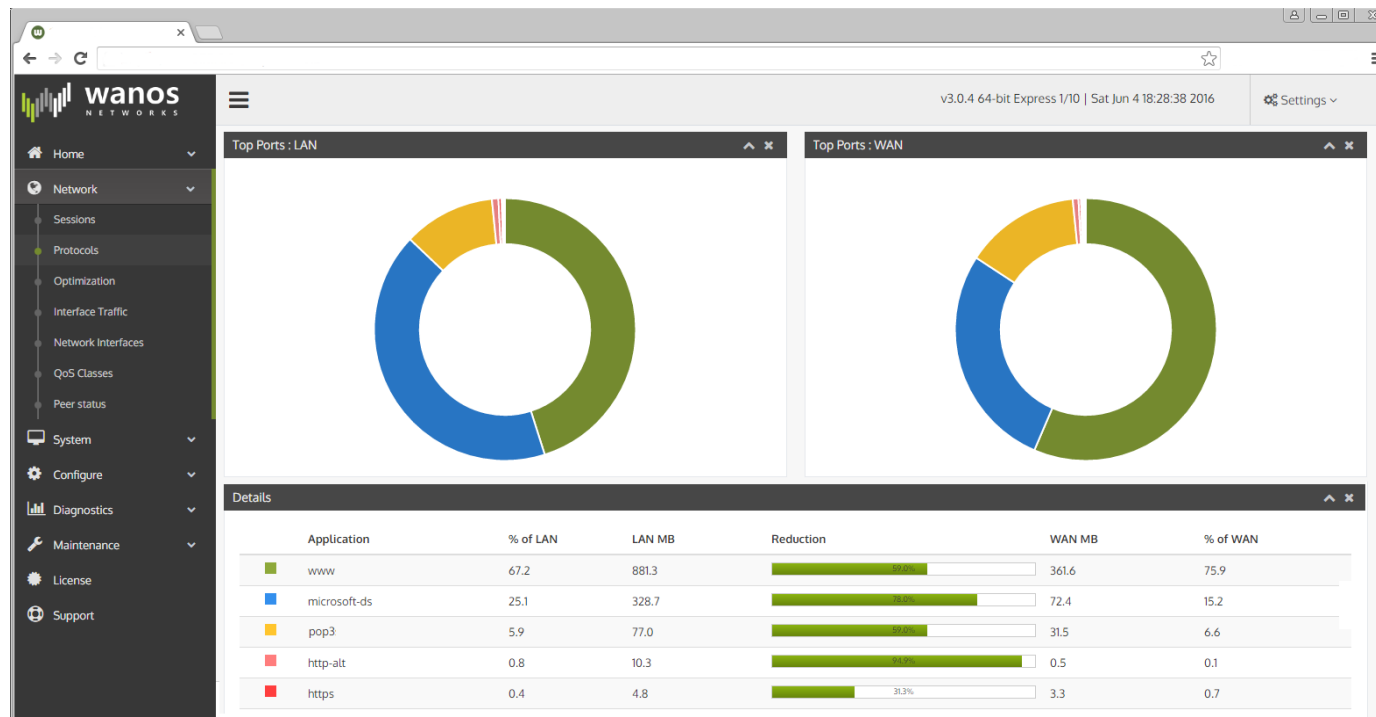 wanos
NETWORKS
v3.0.4 64-bit Express 1/10 | Sat Jun 4 18:28:38 2016
Settings
Home
Network
Sessions
Protocols
Optimization
Interface Traffic
Network Interfaces
QoS Classes
Peer status
System
Configure
Diagnostics
Maintenance
License
Support
Top Ports : LAN
Top Ports : WAN
Details
Application % of LAN LAN MB Reduction WAN MB % of WAN
www 67.2 881.3 59.0% 361.6 75.9
microsoft-ds 25.1 328.7 78.0% 72.4 15.2
pop3 5.9 77.0 59.0% 31.5 6.6
http-alt 0.8 10.3 94.9% 0.5 0.1
https 0.4 4.8 31.3% 3.3 0.7